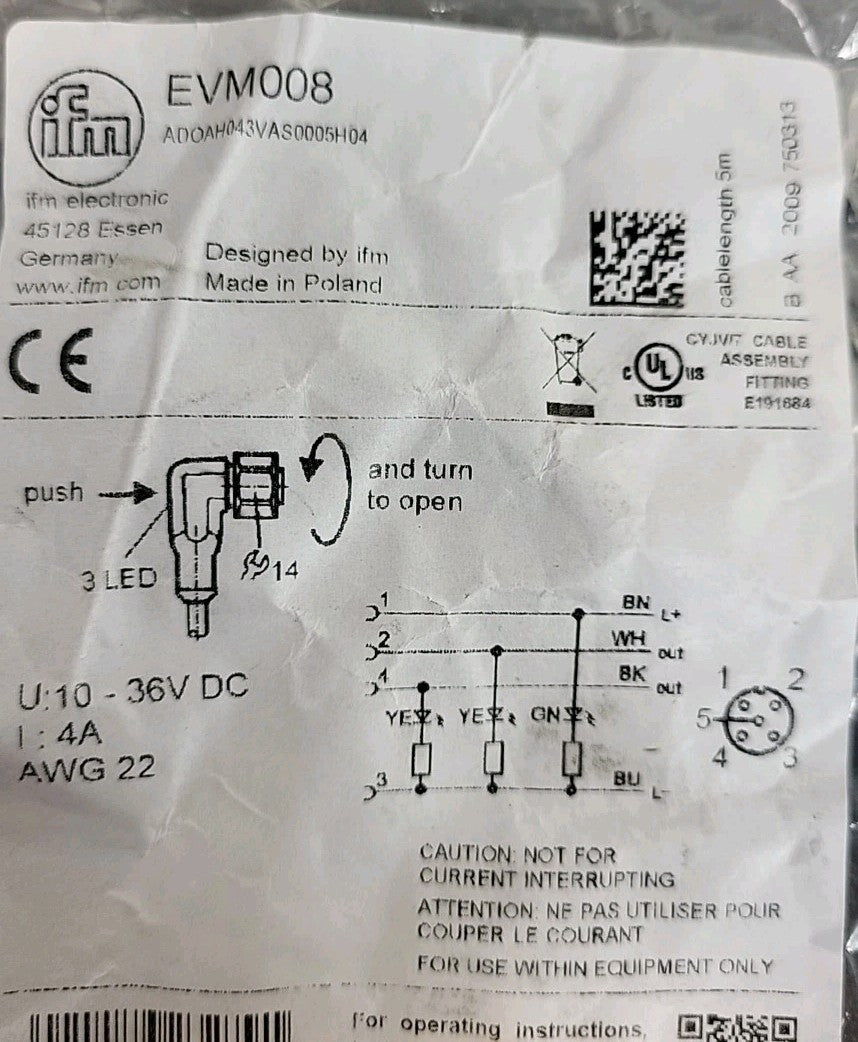 ifm
EVM008
ADOAH043VAS0005H04
ifm electronic
45128 Essen
Germany
www.ifm com
Designed by ifm
Made in Poland
cablelength 5m
AA 2009 750313
CE
c UL us
LISTED
CYJV/7 CABLE
ASSEMBLY
FITTING
E191684
push
and turn
to open
3 LED
14
U:10 - 36V DC
I : 4A
AWG 22
1 BN L+
2 WH out
4 BK out
YE YE GN
3 BU L-
1 2
5
4 3
CAUTION: NOT FOR
CURRENT INTERRUPTING
ATTENTION: NE PAS UTILISER POUR
COUPER LE COURANT
FOR USE WITHIN EQUIPMENT ONLY
For operating instructions,